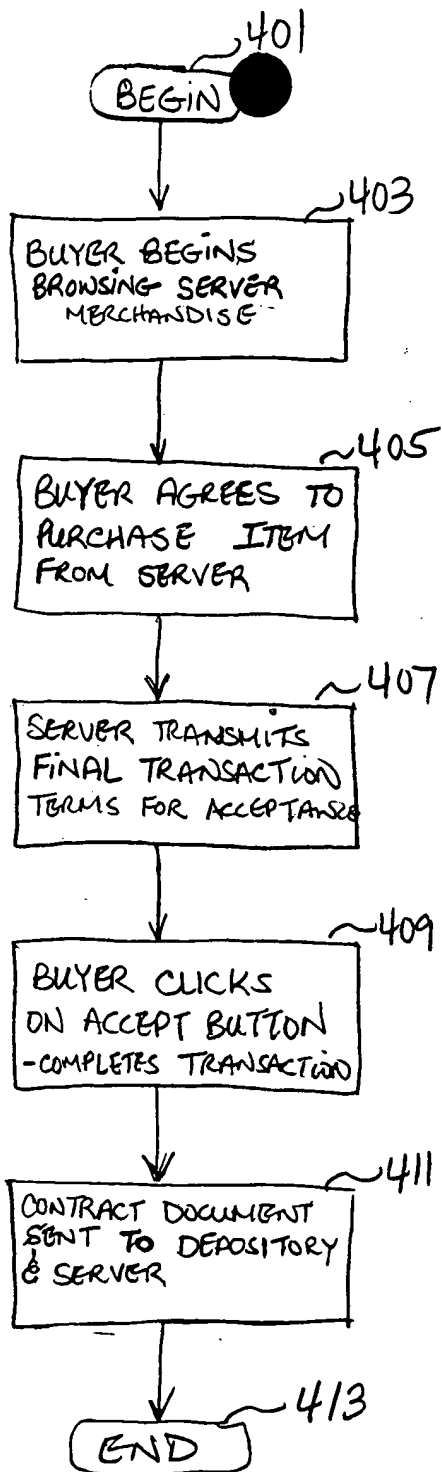 401
BEGIN
403
BUYER BEGINS
BROWSING SERVER
MERCHANDISE
405
BUYER AGREES TO
PURCHASE ITEM
FROM SERVER
407
SERVER TRANSMITS
FINAL TRANSACTION
TERMS FOR ACCEPTANCE
409
BUYER CLICKS
ON ACCEPT BUTTON
-COMPLETES TRANSACTION
411
CONTRACT DOCUMENT
SENT TO DEPOSITORY
& SERVER
413
END